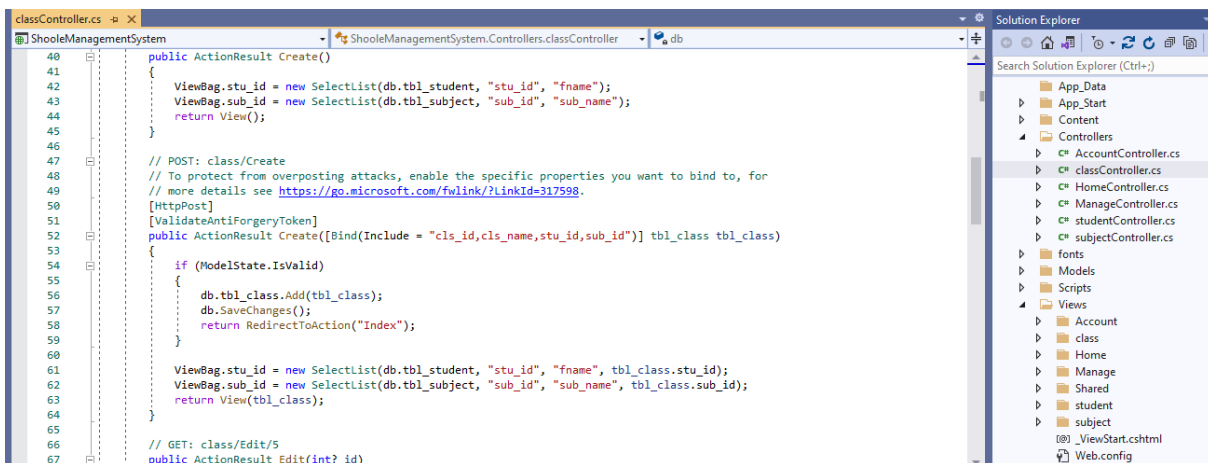 classController.cs
ShooleManagementSystem
ShooleManagementSystem.Controllers.classController
db
40 public ActionResult Create()
41 {
42 ViewBag.stu_id = new SelectList(db.tbl_student, "stu_id", "fname");
43 ViewBag.sub_id = new SelectList(db.tbl_subject, "sub_id", "sub_name");
44 return View();
45 }
46
47 // POST: class/Create
48 // To protect from overposting attacks, enable the specific properties you want to bind to, for
49 // more details see https://go.microsoft.com/fwlink/?LinkId=317598.
50 [HttpPost]
51 [ValidateAntiForgeryToken]
52 public ActionResult Create([Bind(Include = "cls_id,cls_name,stu_id,sub_id")] tbl_class tbl_class)
53 {
54 if (ModelState.IsValid)
55 {
56 db.tbl_class.Add(tbl_class);
57 db.SaveChanges();
58 return RedirectToAction("Index");
59 }
60
61 ViewBag.stu_id = new SelectList(db.tbl_student, "stu_id", "fname", tbl_class.stu_id);
62 ViewBag.sub_id = new SelectList(db.tbl_subject, "sub_id", "sub_name", tbl_class.sub_id);
63 return View(tbl_class);
64 }
65
66 // GET: class/Edit/5
67 public ActionResult Edit(int? id)
Solution Explorer
Search Solution Explorer (Ctrl+;)
App_Data
App_Start
Content
Controllers
C# AccountController.cs
C# classController.cs
C# HomeController.cs
C# ManageController.cs
C# studentController.cs
C# subjectController.cs
fonts
Models
Scripts
Views
Account
class
Home
Manage
Shared
student
subject
[@] _ViewStart.cshtml
Web.config